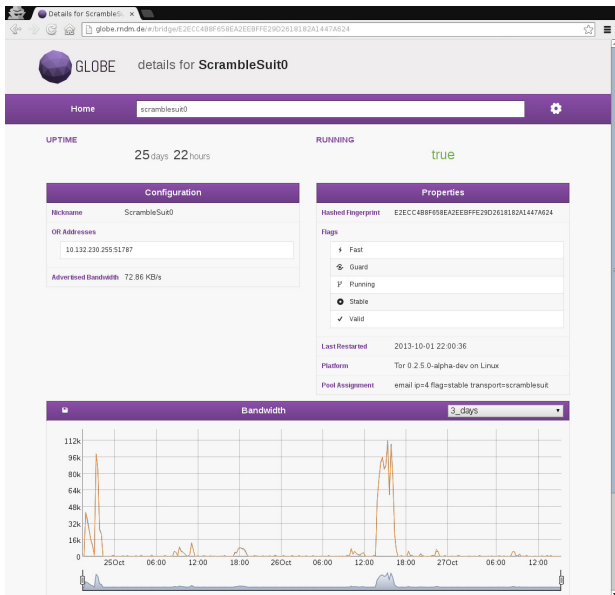 Details for ScrambleS
globe.rndm.de/#/bridge/E2ECC4B8F658EA2EEBFFE29D2618182A1447A624
GLOBE
details for ScrambleSuit0
Home
scramblesuit0
UPTIME
25 days 22 hours
RUNNING
true
Configuration
Nickname ScrambleSuit0
OR Addresses
10.132.230.255:51787
Advertised Bandwidth 72.86 KB/s
Properties
Hashed Fingerprint E2ECC4B8F658EA2EEBFFE29D2618182A1447A624
Flags
Fast
Guard
Running
Stable
Valid
Last Restarted 2013-10-01 22:00:36
Platform Tor 0.2.5.0-alpha-dev on Linux
Pool Assignment email ip=4 flag=stable transport=scramblesuit
Bandwidth
3_days
112k
96k
80k
64k
48k
32k
16k
0
25Oct 06:00 12:00 18:00 26Oct 06:00 12:00 18:00 27Oct 06:00 12:00